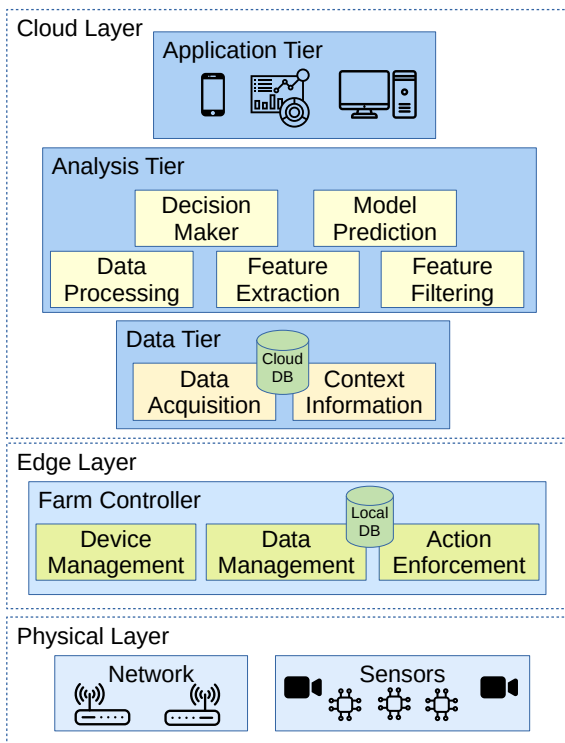 Cloud Layer
Application Tier
Analysis Tier
Decision
Maker
Model
Prediction
Data
Processing
Feature
Extraction
Feature
Filtering
Data Tier
Cloud
DB
Data
Acquisition
Context
Information
Edge Layer
Farm Controller
Local
DB
Device
Management
Data
Management
Action
Enforcement
Physical Layer
Network
Sensors